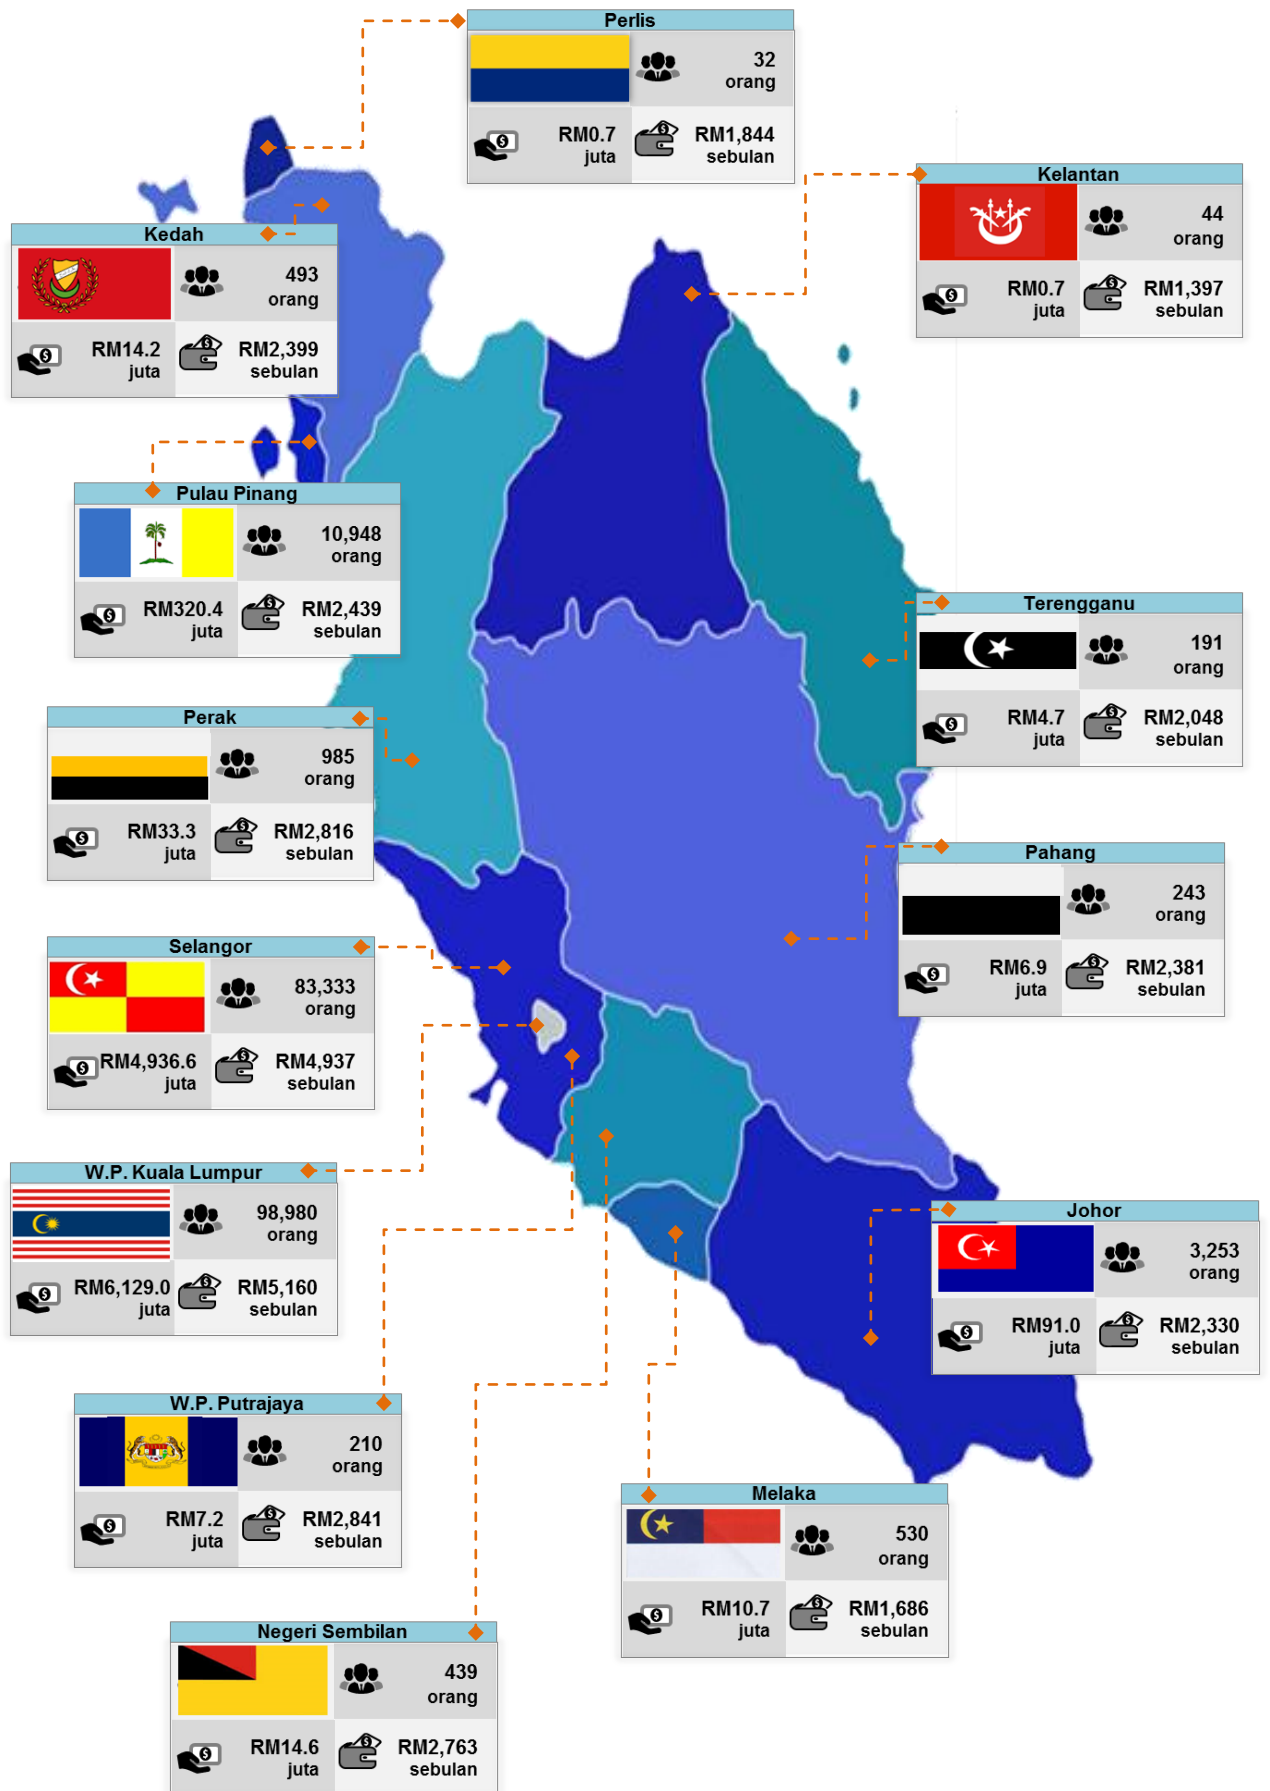 Perlis
32
orang
RM0.7
juta
RM1,844
sebulan
Kelantan
44
orang
RM0.7
juta
RM1,397
sebulan
Kedah
493
orang
RM14.2
juta
RM2,399
sebulan
Pulau Pinang
10,948
orang
RM320.4
juta
RM2,439
sebulan
Terengganu
191
orang
RM4.7
juta
RM2,048
sebulan
Perak
985
orang
RM33.3
juta
RM2,816
sebulan
Pahang
243
orang
RM6.9
juta
RM2,381
sebulan
Selangor
83,333
orang
RM4,936.6
juta
RM4,937
sebulan
W.P. Kuala Lumpur
98,980
orang
RM6,129.0
juta
RM5,160
sebulan
Johor
3,253
orang
RM91.0
juta
RM2,330
sebulan
W.P. Putrajaya
210
orang
RM7.2
juta
RM2,841
sebulan
Melaka
530
orang
RM10.7
juta
RM1,686
sebulan
Negeri Sembilan
439
orang
RM14.6
juta
RM2,763
sebulan